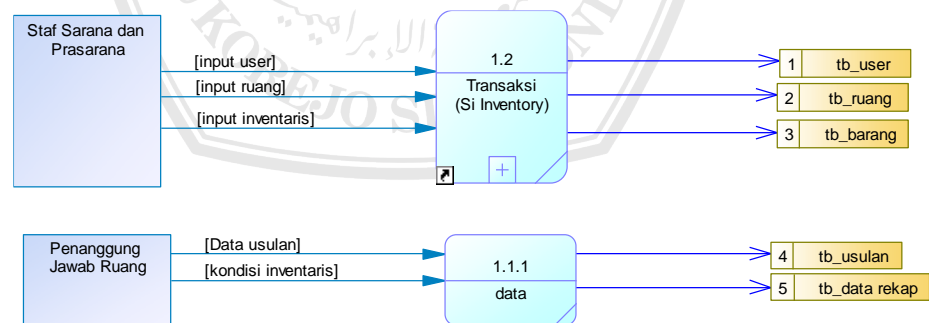 Staf Sarana dan
Prasarana
[input user]
[input ruang]
[input inventaris]
1.2
Transaksi
(Si Inventory)
+
1 tb_user
2 tb_ruang
3 tb_barang
Penanggung
Jawab Ruang
[Data usulan]
[kondisi inventaris]
1.1.1
data
4 tb_usulan
5 tb_data rekap